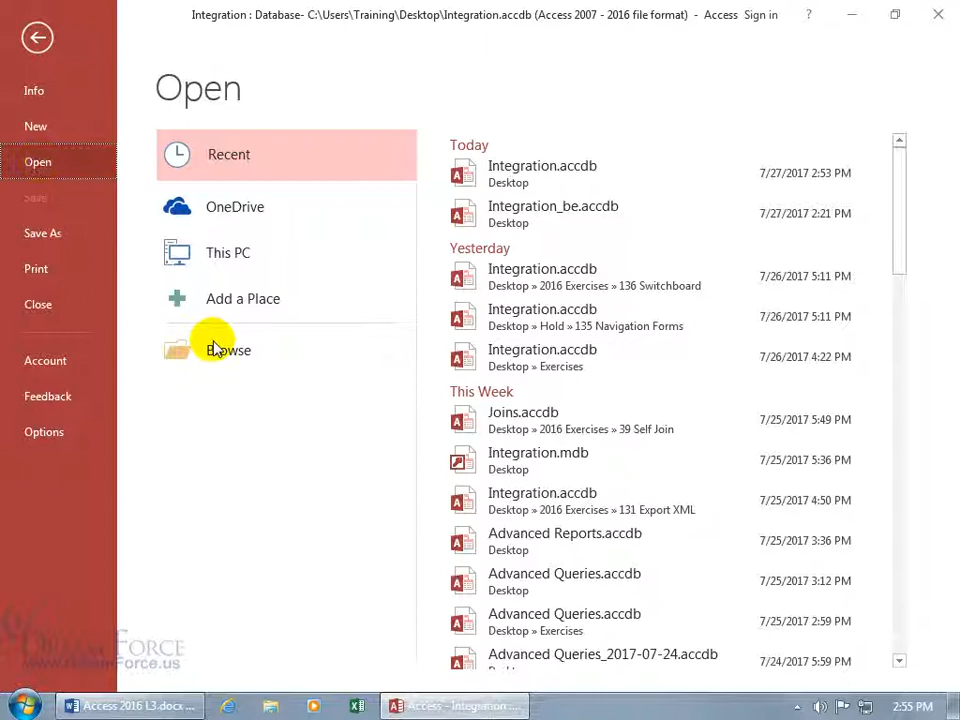 Integration : Database- C:\Users\Training\Desktop\Integration.accdb (Access 2007 - 2016 file format) - Access Sign in ?
Info
New
Open
Save
Save As
Print
Close
Account
Feedback
Options
Open
Recent
OneDrive
This PC
Add a Place
Browse
Today
Integration.accdb 7/27/2017 2:53 PM
Desktop
Integration_be.accdb 7/27/2017 2:21 PM
Desktop
Yesterday
Integration.accdb 7/26/2017 5:11 PM
Desktop » 2016 Exercises » 136 Switchboard
Integration.accdb 7/26/2017 5:11 PM
Desktop » Hold » 135 Navigation Forms
Integration.accdb 7/26/2017 4:22 PM
Desktop » Exercises
This Week
Joins.accdb 7/25/2017 5:49 PM
Desktop » 2016 Exercises » 39 Self Join
Integration.mdb 7/25/2017 5:36 PM
Desktop
Integration.accdb 7/25/2017 4:50 PM
Desktop » 2016 Exercises » 131 Export XML
Advanced Reports.accdb 7/25/2017 3:36 PM
Desktop
Advanced Queries.accdb 7/25/2017 3:12 PM
Desktop
Advanced Queries.accdb 7/25/2017 2:59 PM
Desktop » Exercises
Advanced Queries_2017-07-24.accdb 7/24/2017 5:59 PM
Access 2016 L3.docx ... Access - Integration :... 2:55 PM